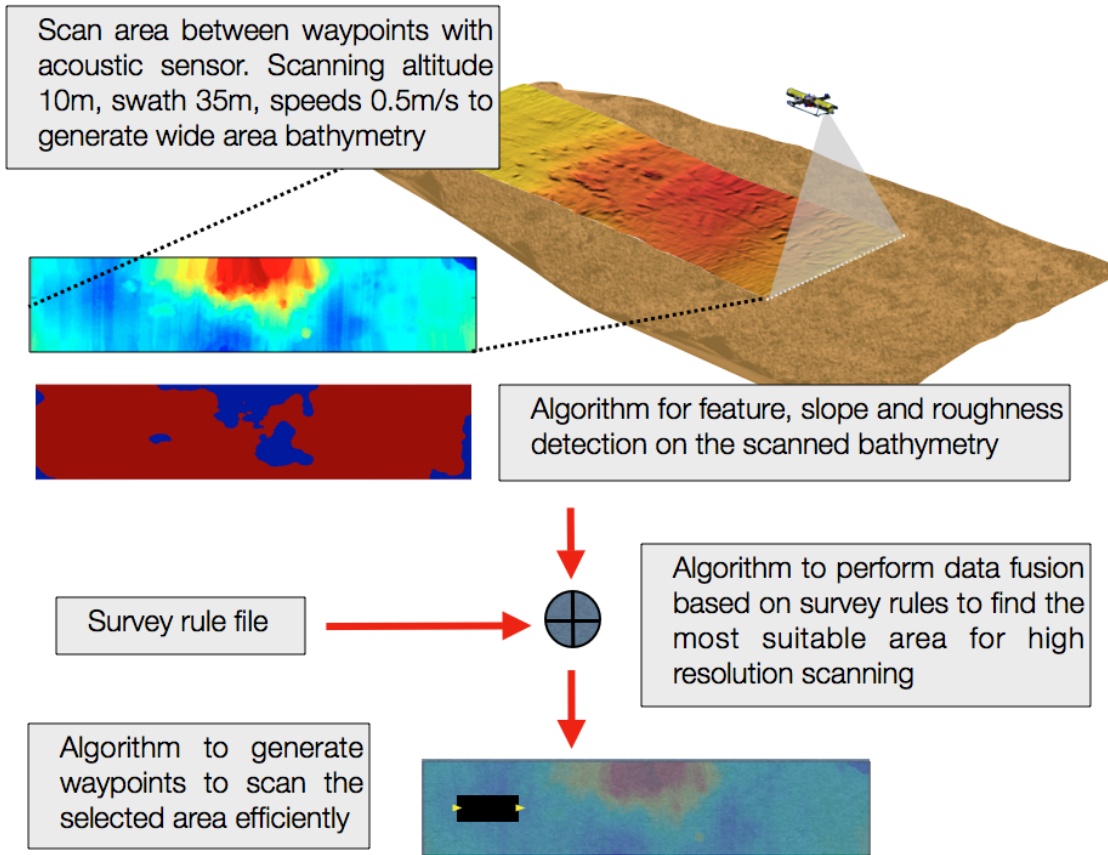 Scan area between waypoints with
acoustic sensor. Scanning altitude
10m, swath 35m, speeds 0.5m/s to
generate wide area bathymetry
Algorithm for feature, slope and roughness
detection on the scanned bathymetry
Survey rule file
Algorithm to perform data fusion
based on survey rules to find the
most suitable area for high
resolution scanning
Algorithm to generate
waypoints to scan the
selected area efficiently